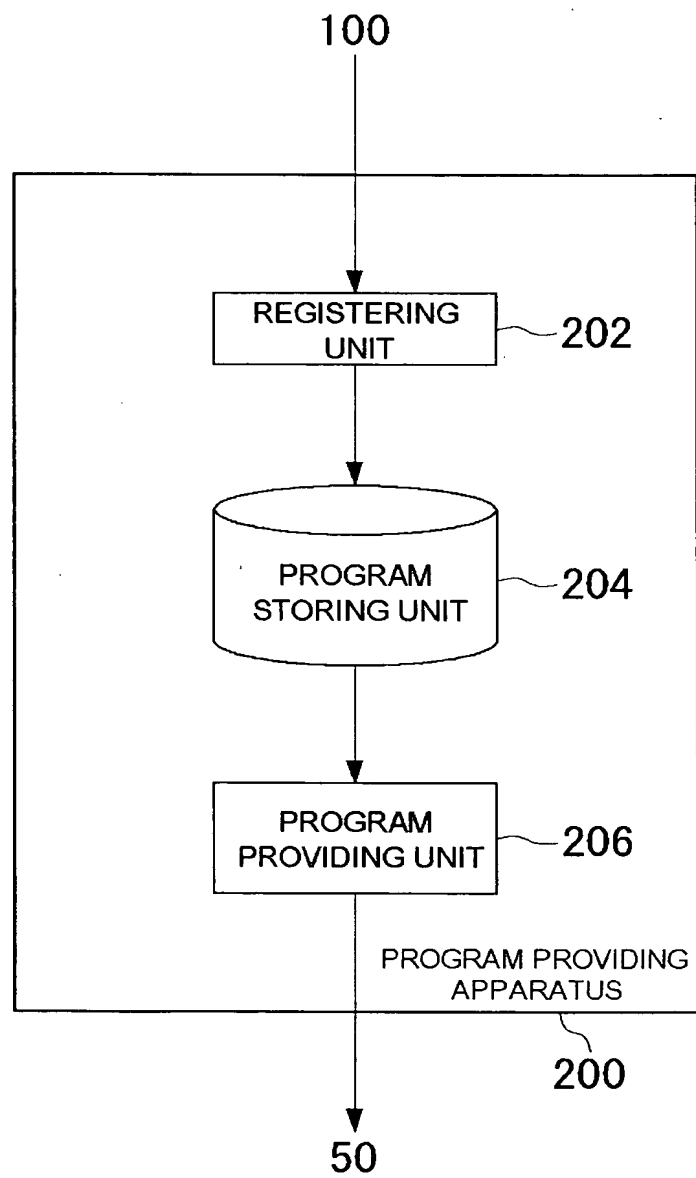 100
REGISTERING
UNIT
202
PROGRAM
STORING UNIT
204
PROGRAM
PROVIDING UNIT
206
PROGRAM PROVIDING
APPARATUS
200
50